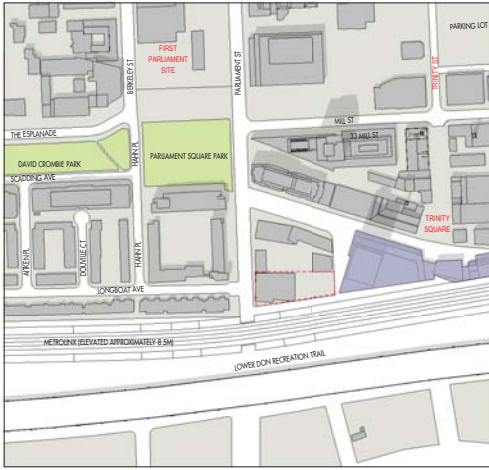 PARKING LOT
FIRST
PARLIAMENT
SITE
BERKELEY ST
PARLIAMENT ST
TRINITY ST
MILL ST
33 MILL ST
THE ESPLANADE
HAHN PL
DAVID CROMBIE PARK
PARLIAMENT SQUARE PARK
SCADDING AVE
TRINITY
SQUARE
AITKEN PL
DOUVILLE CT
HAHN PL
LONGBOAT AVE
METROLINX (ELEVATED APPROXIMATELY 8.5M)
LOWER DON RECREATION TRAIL